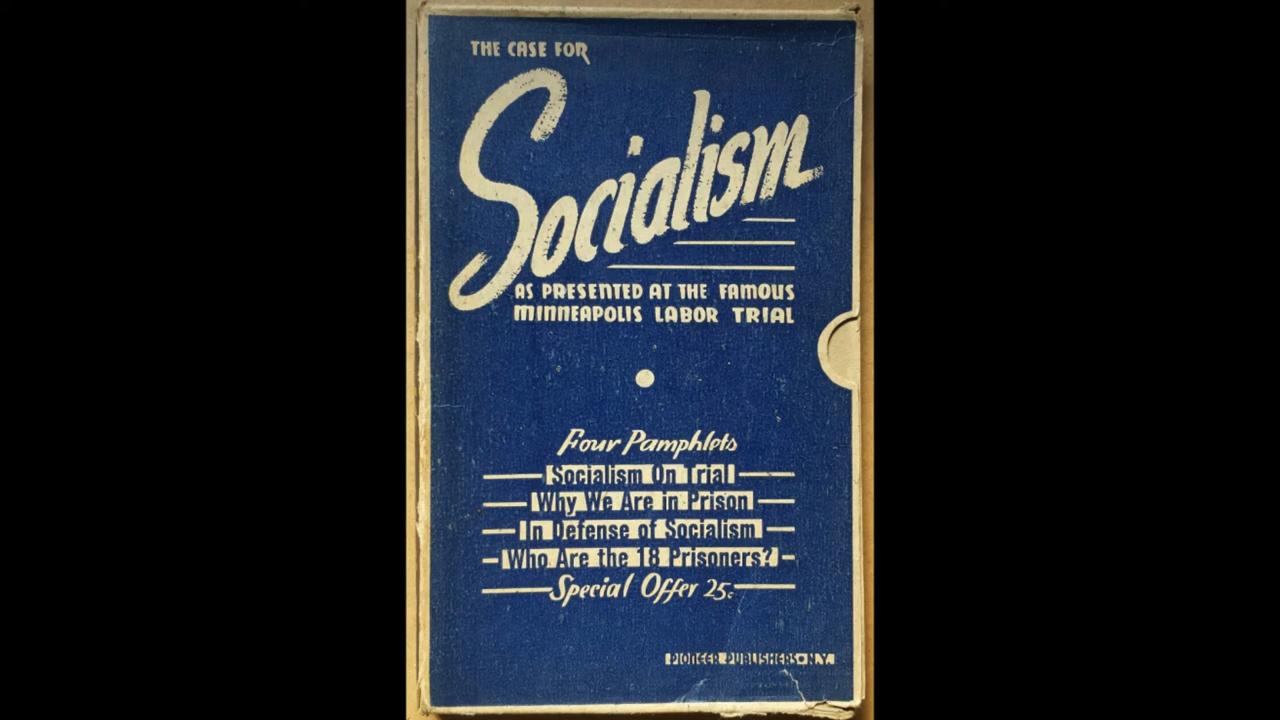 THE CASE FOR
Socialism
AS PRESENTED AT THE FAMOUS
MINNEAPOLIS LABOR TRIAL
Four Pamphlets
Socialism On Trial
Why We Are in Prison
In Defense of Socialism
Who Are the 18 Prisoners?
Special Offer 25c
PIONEER PUBLISHERS • N.Y.